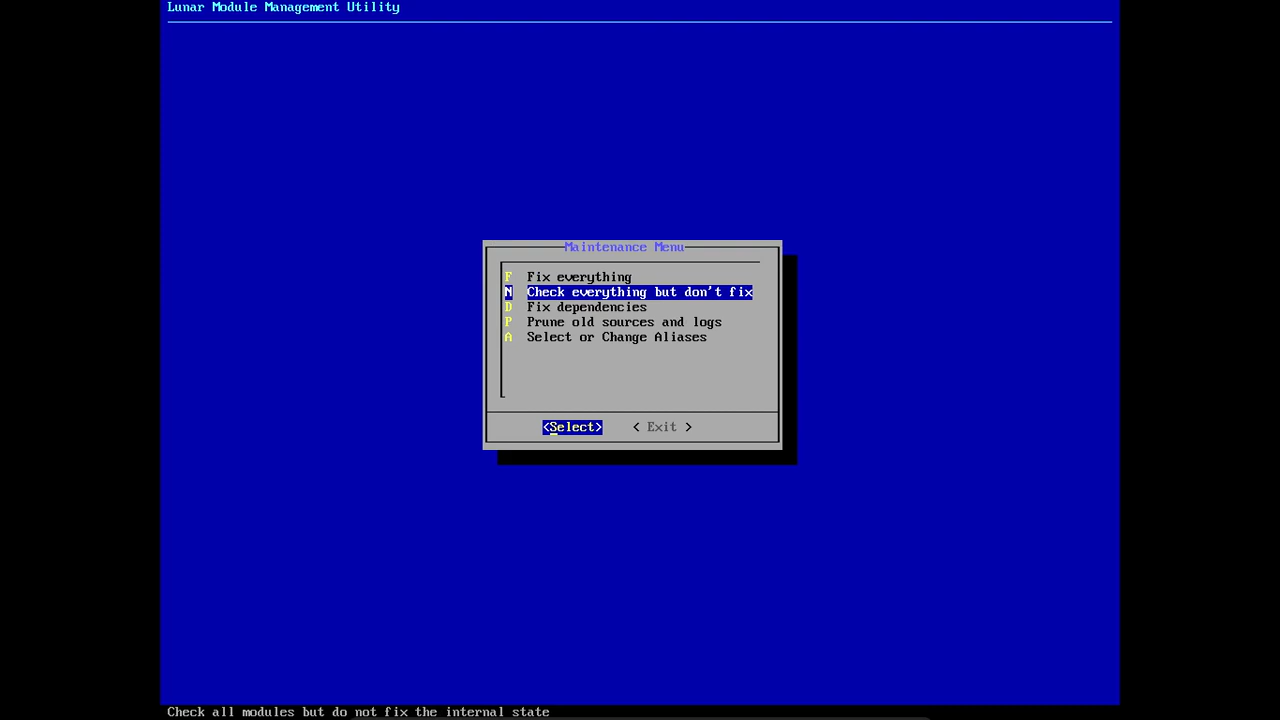 Lunar Module Management Utility
Maintenance Menu
F Fix everything
N Check everything but don't fix
D Fix dependencies
P Prune old sources and logs
A Select or Change Aliases
<Select> < Exit >
Check all modules but do not fix the internal state